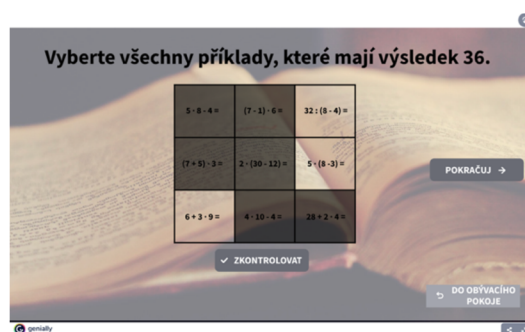 Vyberte všechny příklady, které mají výsledek 36.
5 · 8 - 4 =
(7 - 1) · 6 =
32 : (8 - 4) =
(7 + 5) · 3 =
2 · (30 - 12) =
5 · (8 -3) =
6 + 3 · 9 =
4 · 10 - 4 =
28 + 2 · 4 =
POKRAČUJ
ZKONTROLOVAT
DO OBÝVACÍHO
POKOJE
genially